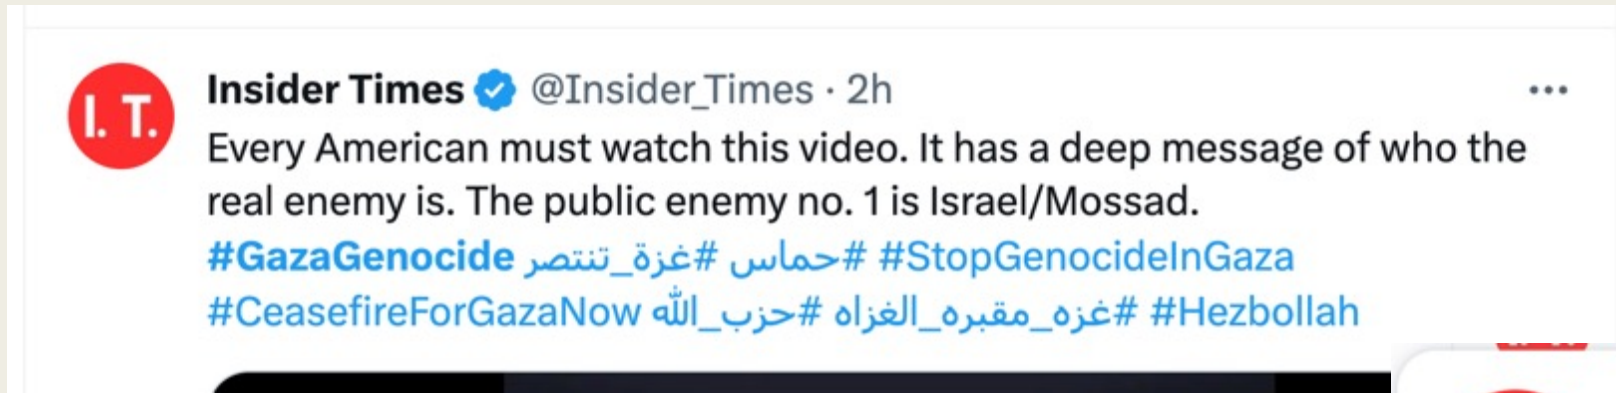 I. T.
Insider Times @Insider_Times · 2h
Every American must watch this video. It has a deep message of who the
real enemy is. The public enemy no. 1 is Israel/Mossad.
#GazaGenocide #حماس #غزة_تنتصر #StopGenocideInGaza
#CeasefireForGazaNow #غزه_مقبره_الغزاه #حزب_الله #Hezbollah